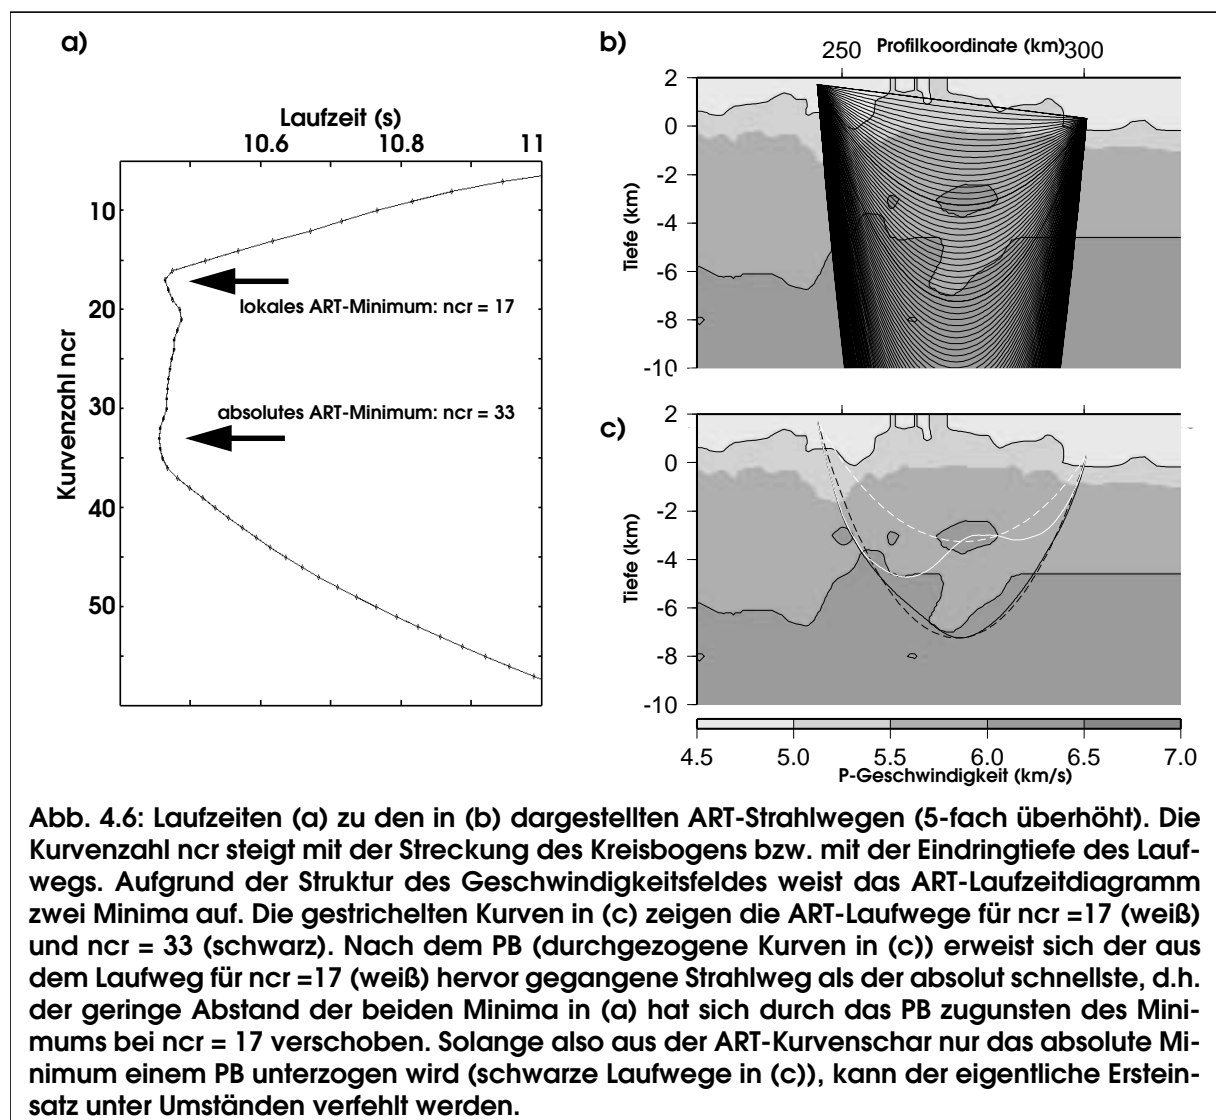 a)
Laufzeit (s)
10.6 10.8 11
10
20
30
40
50
Kurvenzahl ncr
lokales ART-Minimum: ncr = 17
absolutes ART-Minimum: ncr = 33
b)
250 Profilkoordinate (km) 300
2
0
-2
-4
-6
-8
-10
Tiefe (km)
c)
2
0
-2
-4
-6
-8
-10
Tiefe (km)
4.5 5.0 5.5 6.0 6.5 7.0
P-Geschwindigkeit (km/s)
Abb. 4.6: Laufzeiten (a) zu den in (b) dargestellten ART-Strahlwegen (5-fach überhöht). Die
Kurvenzahl ncr steigt mit der Streckung des Kreisbogens bzw. mit der Eindringtiefe des Lauf-
wegs. Aufgrund der Struktur des Geschwindigkeitsfeldes weist das ART-Laufzeitdiagramm
zwei Minima auf. Die gestrichelten Kurven in (c) zeigen die ART-Laufwege für ncr =17 (weiß)
und ncr = 33 (schwarz). Nach dem PB (durchgezogene Kurven in (c)) erweist sich der aus
dem Laufweg für ncr =17 (weiß) hervor gegangene Strahlweg als der absolut schnellste, d.h.
der geringe Abstand der beiden Minima in (a) hat sich durch das PB zugunsten des Mini-
mums bei ncr = 17 verschoben. Solange also aus der ART-Kurvenschar nur das absolute Mi-
nimum einem PB unterzogen wird (schwarze Laufwege in (c)), kann der eigentliche Erstein-
satz unter Umständen verfehlt werden.